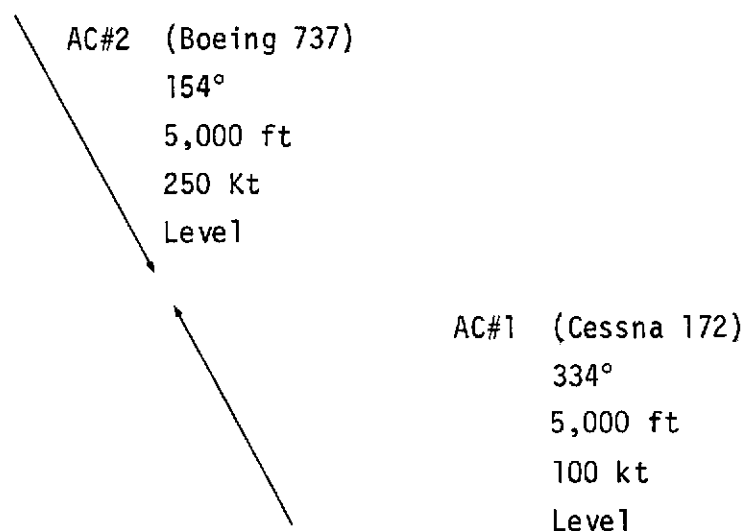 AC#2 (Boeing 737)
154°
5,000 ft
250 Kt
Level
AC#1 (Cessna 172)
334°
5,000 ft
100 kt
Level